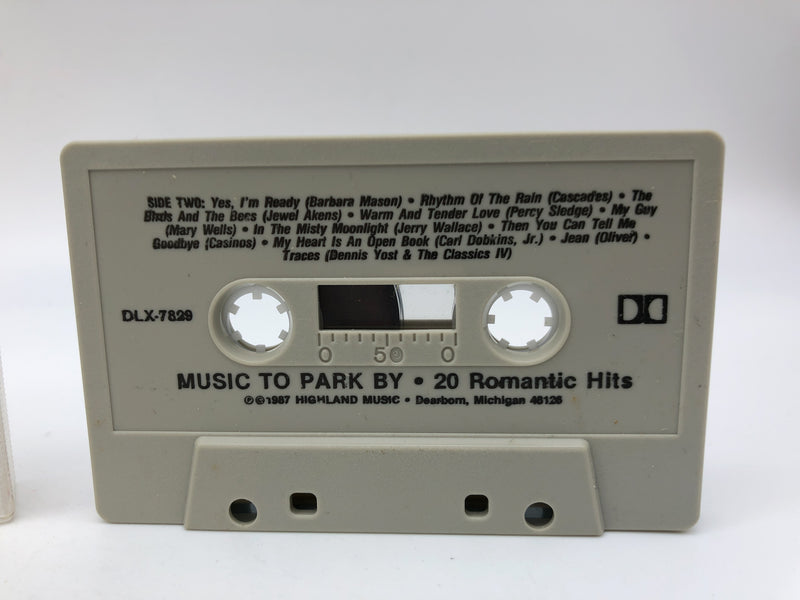 SIDE TWO: Yes, I'm Ready (Barbara Mason) • Rhythm Of The Rain (Cascades) • The
Birds And The Bees (Jewel Akens) • Warm And Tender Love (Percy Sledge) • My Guy
(Mary Wells) • In The Misty Moonlight (Jerry Wallace) • Then You Can Tell Me
Goodbye (Casinos) • My Heart Is An Open Book (Carl Dobkins, Jr.) • Jean (Oliver) •
Traces (Dennis Yost & The Classics IV)
DLX-7829
0 50 0
MUSIC TO PARK BY • 20 Romantic Hits
℗©1987 HIGHLAND MUSIC • Dearborn, Michigan 48126